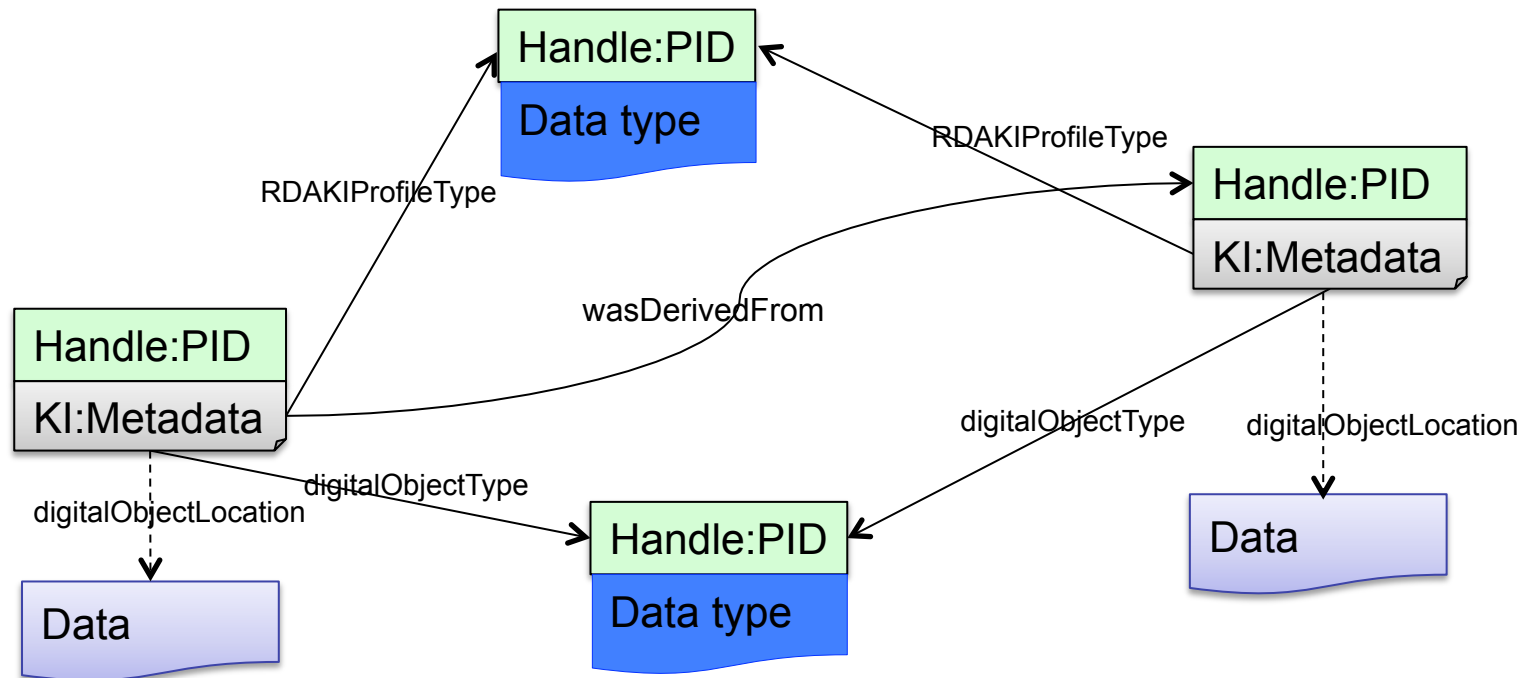 Handle:PID
Data type
RDAKIProfileType
RDAKIProfileType
Handle:PID
KI:Metadata
wasDerivedFrom
Handle:PID
KI:Metadata
digitalObjectType
digitalObjectLocation
digitalObjectType
digitalObjectLocation
Handle:PID
Data type
Data
Data